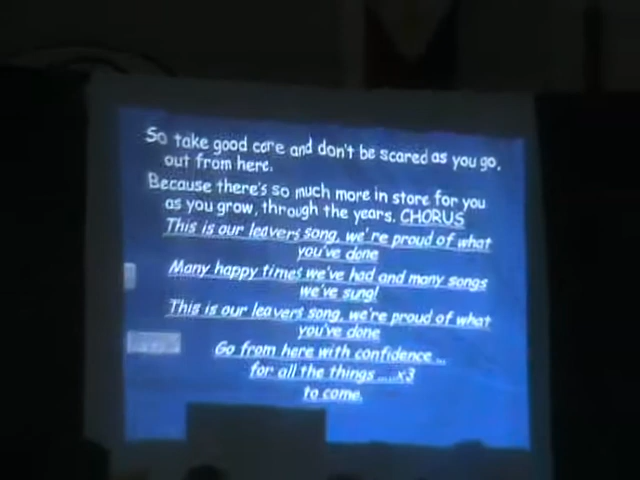 So take good care and don't be scared as you go,
out from here.
Because there's so much more in store for you
as you grow, through the years. CHORUS
This is our leavers song, we're proud of what
you've done
Many happy times we've had and many songs
we've sung!
This is our leavers song, we're proud of what
you've done
Go from here with confidence ...
for all the things .....x3
to come.